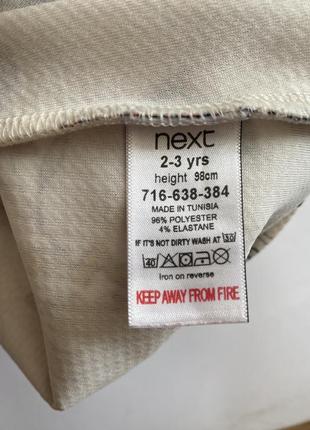 next
2-3 yrs
height 98cm
716-638-384
MADE IN TUNISIA
96% POLYESTER
4% ELASTANE
IF IT'S NOT DIRTY WASH AT 30
40
Iron on reverse
KEEP AWAY FROM FIRE